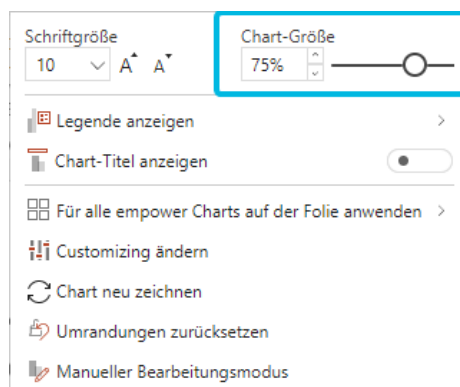 Schriftgröße
Chart-Größe
10
A A
75%
Legende anzeigen
Chart-Titel anzeigen
Für alle empower Charts auf der Folie anwenden
Customizing ändern
Chart neu zeichnen
Umrandungen zurücksetzen
Manueller Bearbeitungsmodus